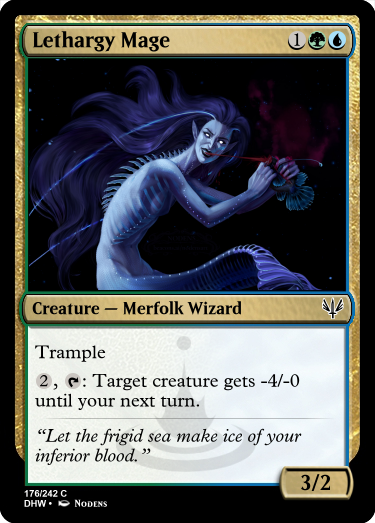 Lethargy Mage 1
Creature — Merfolk Wizard
Trample
2, : Target creature gets -4/-0
until your next turn.
“Let the frigid sea make ice of your
inferior blood.”
3/2
176/242 C
DHW • Nodens